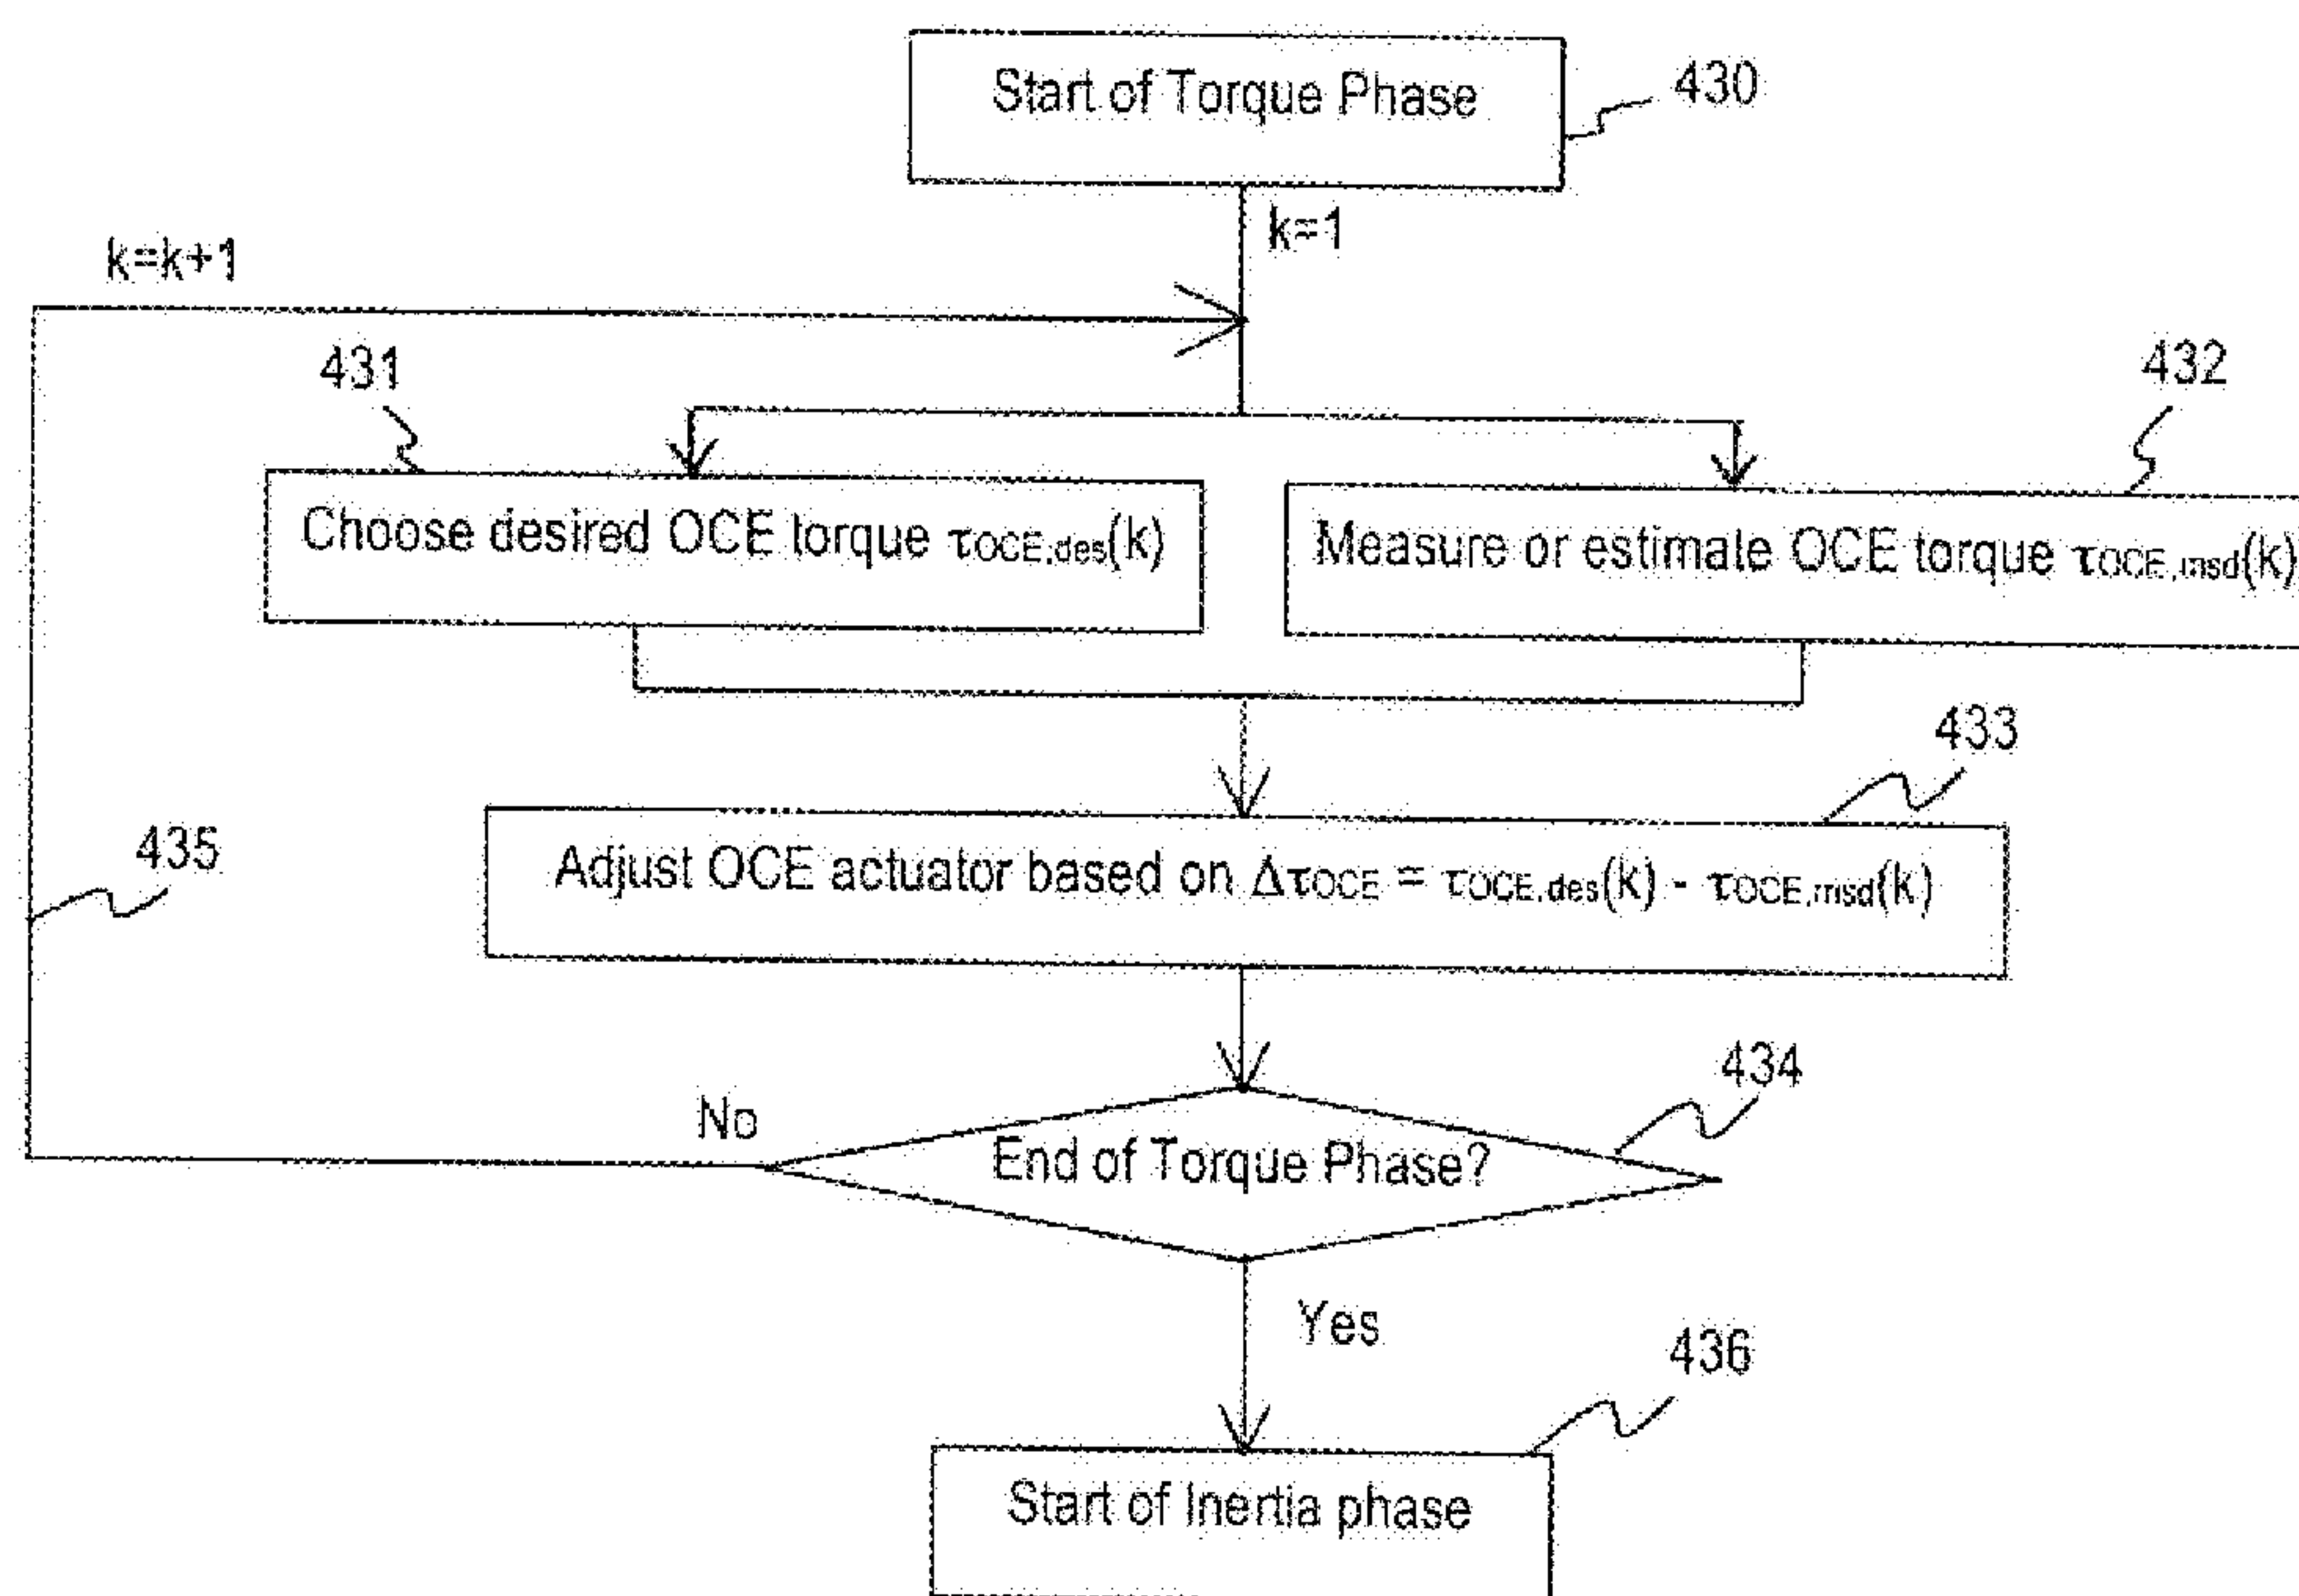 Start of Torque Phase
430
k=1
k=k+1
431
432
Choose desired OCE torque τOCE,des(k)
Measure or estimate OCE torque τOCE,msd(k)
433
435
Adjust OCE actuator based on ΔτOCE = τOCE,des(k) - τOCE,msd(k)
434
No
End of Torque Phase?
Yes
436
Start of Inertia phase